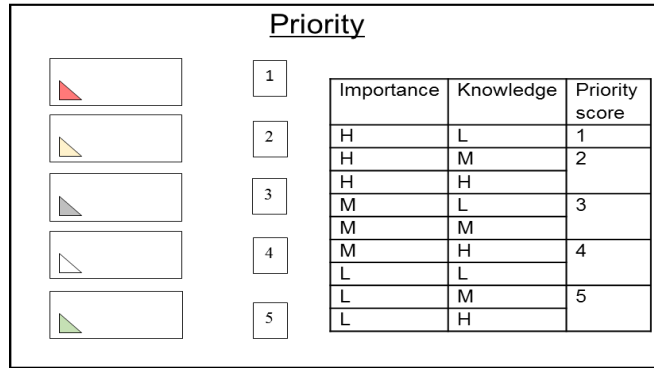 Priority
1
2
3
4
5
Importance Knowledge Priority
score
H L 1
H M 2
H H
M L 3
M M
M H 4
L L
L M 5
L H